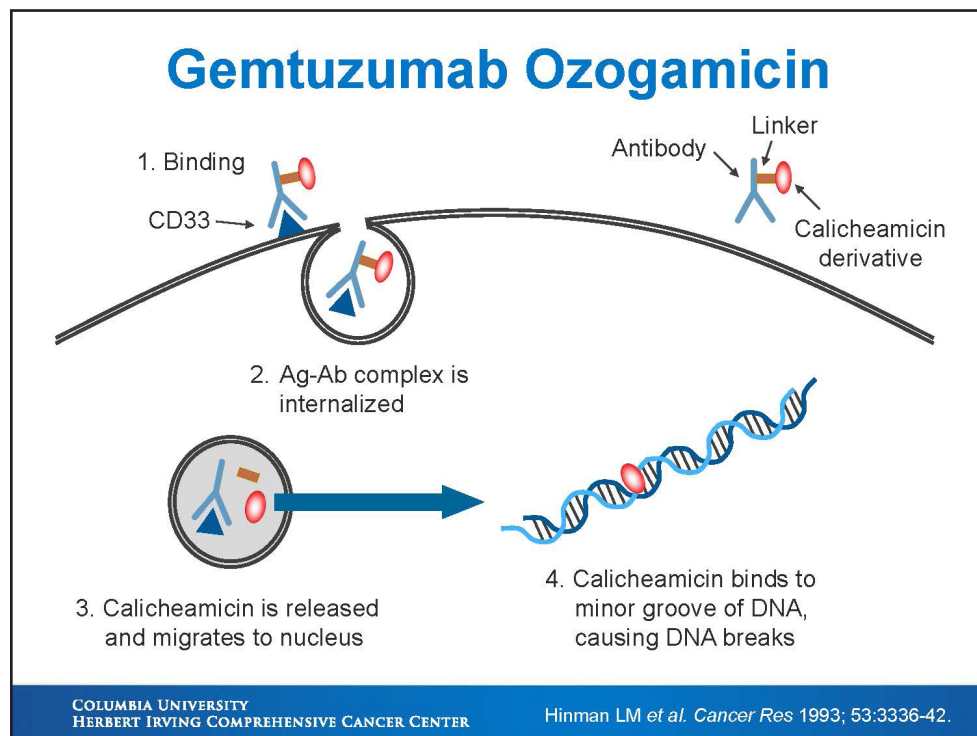 Gemtuzumab Ozogamicin
1. Binding
CD33
Linker
Antibody
Calicheamicin
derivative
2. Ag-Ab complex is
internalized
3. Calicheamicin is released
and migrates to nucleus
4. Calicheamicin binds to
minor groove of DNA,
causing DNA breaks
COLUMBIA UNIVERSITY
HERBERT IRVING COMPREHENSIVE CANCER CENTER
Hinman LM et al. Cancer Res 1993; 53:3336-42.